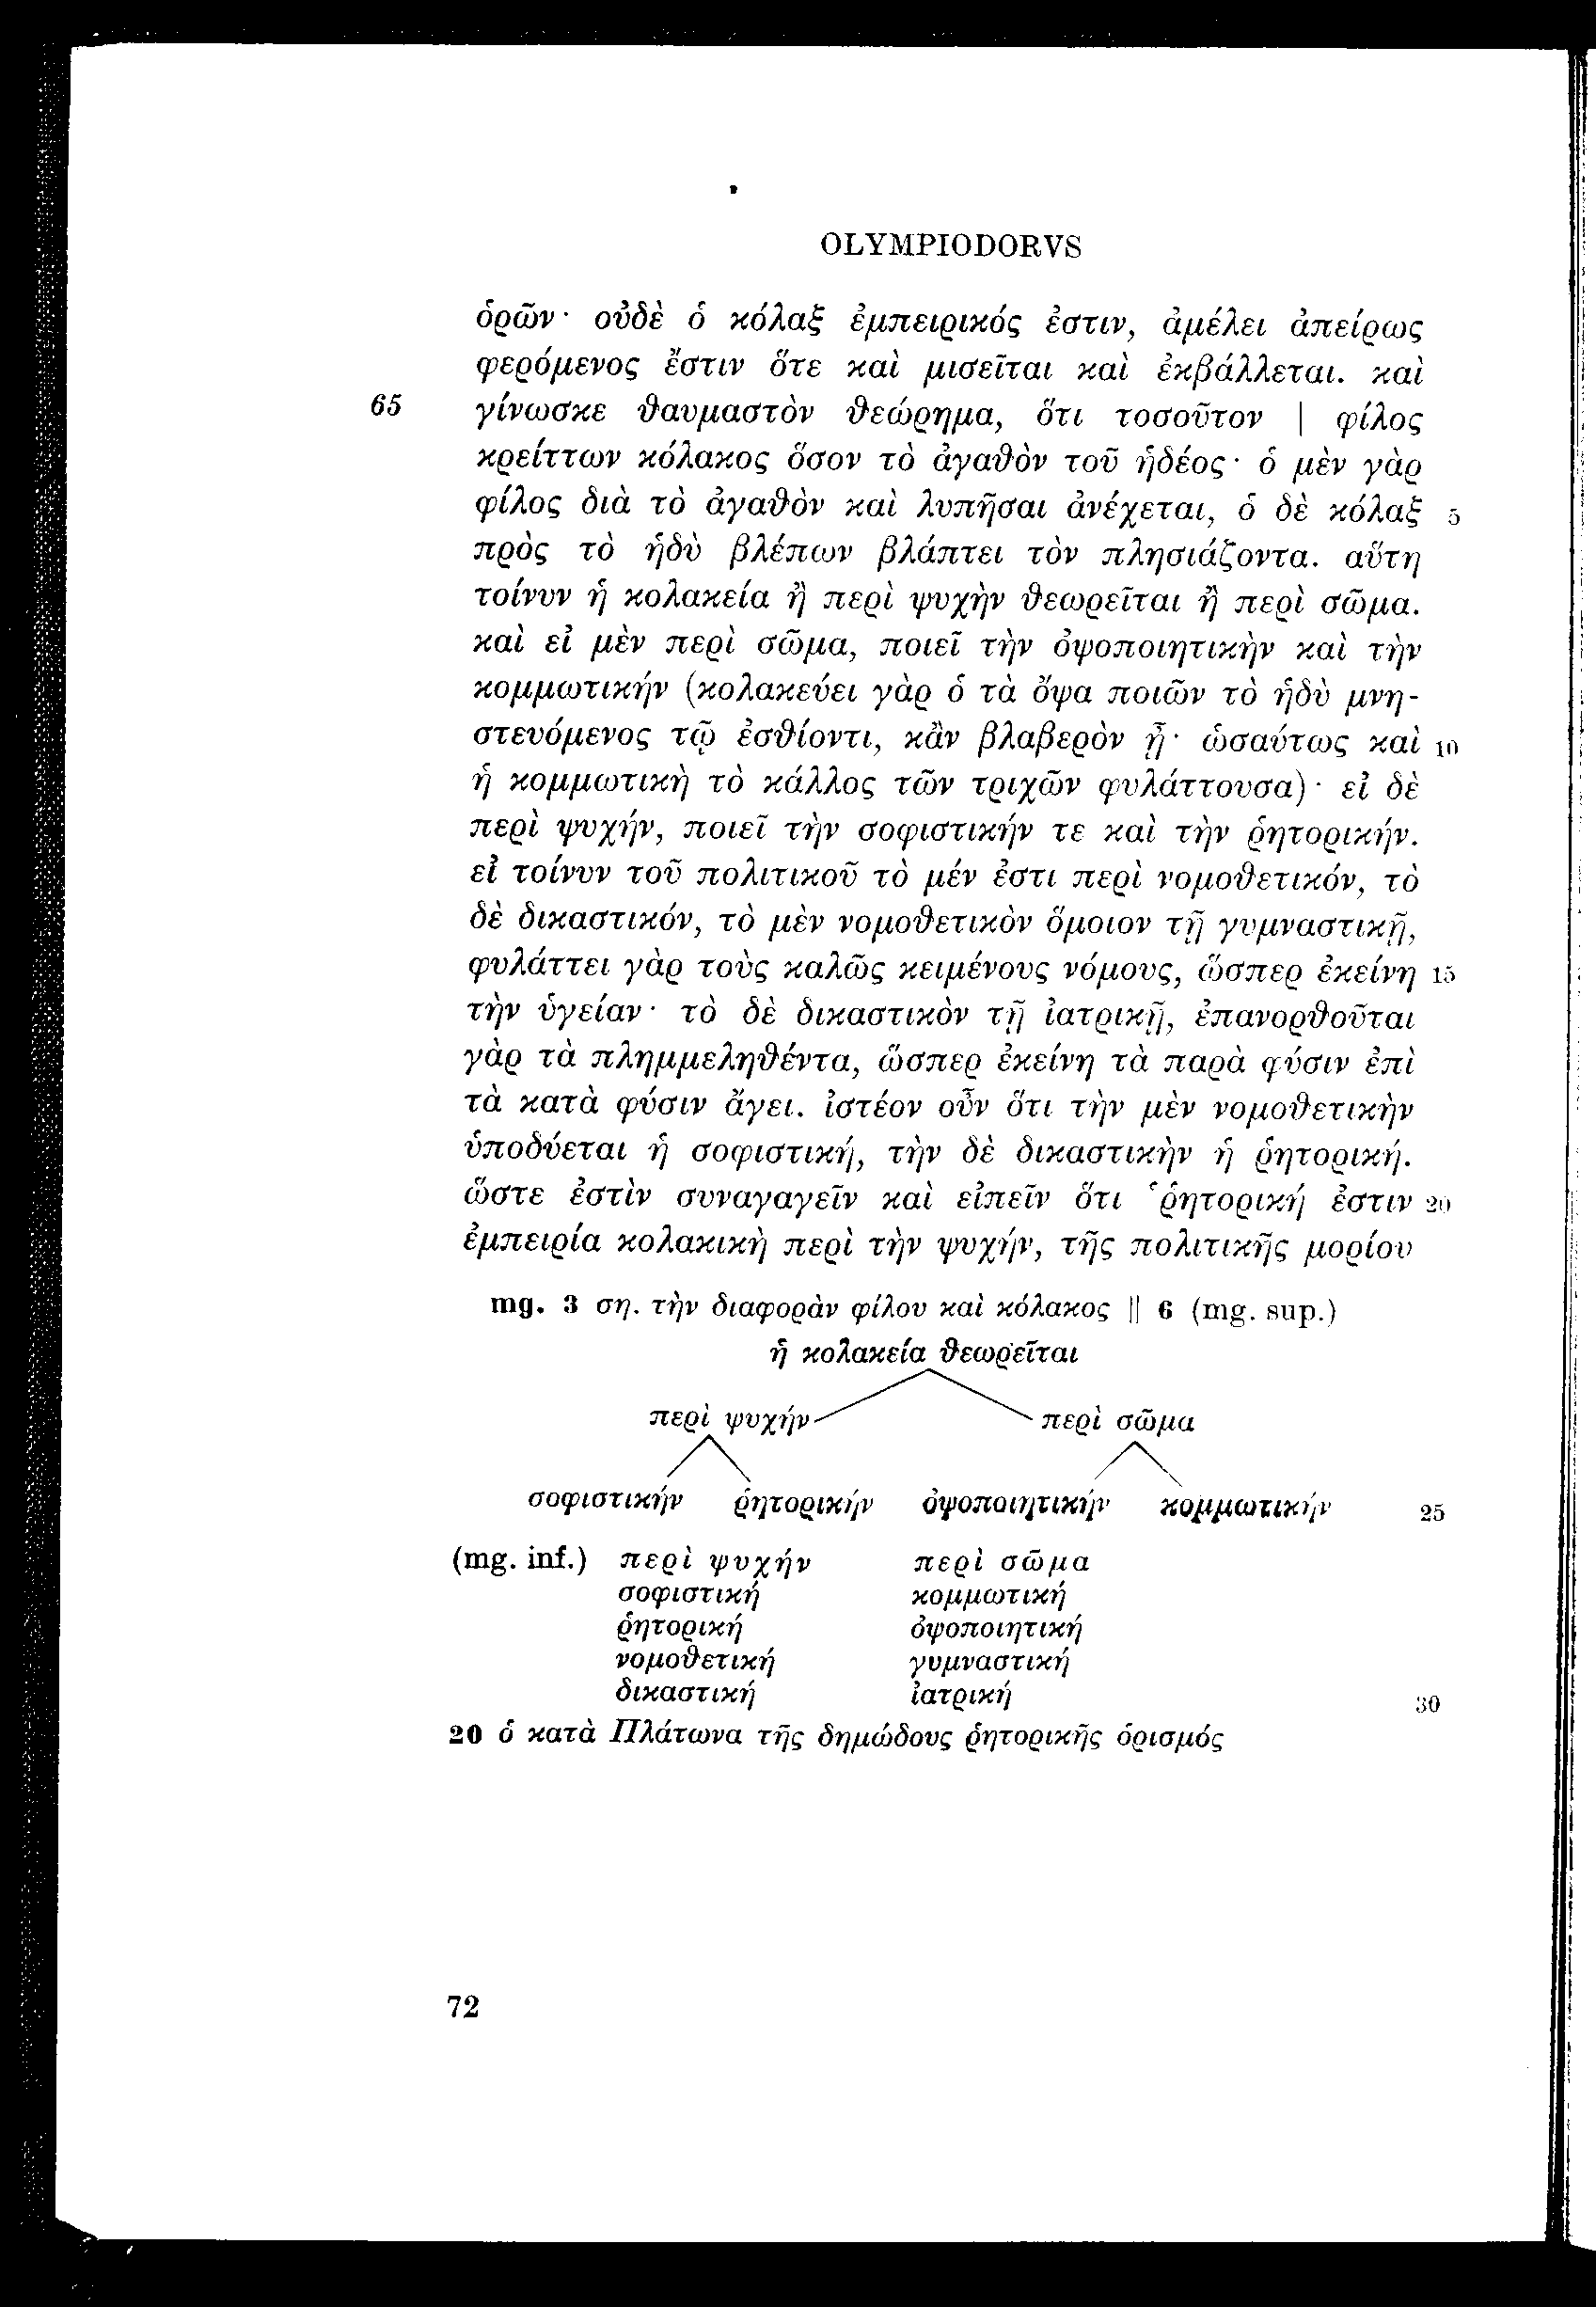 OLYMPIODORVS
ὁρῶν· οὐδὲ ὁ κόλαξ ἐμπειρικός ἐστιν, ἀμέλει ἀπείρως
φερόμενος ἔστιν ὅτε καὶ μισεῖται καὶ ἐκβάλλεται. καὶ
65 γίνωσκε θαυμαστὸν θεώρημα, ὅτι τοσοῦτον | φίλος
κρείττων κόλακος ὅσον τὸ ἀγαθὸν τοῦ ἡδέος· ὁ μὲν γὰρ
φίλος διὰ τὸ ἀγαθὸν καὶ λυπῆσαι ἀνέχεται, ὁ δὲ κόλαξ 5
πρὸς τὸ ἡδὺ βλέπων βλάπτει τὸν πλησιάζοντα. αὕτη
τοίνυν ἡ κολακεία ἢ περὶ ψυχὴν θεωρεῖται ἢ περὶ σῶμα.
καὶ εἰ μὲν περὶ σῶμα, ποιεῖ τὴν ὀψοποιητικὴν καὶ τὴν
κομμωτικήν (κολακεύει γὰρ ὁ τὰ ὄψα ποιῶν τὸ ἡδὺ μνη-
στευόμενος τῷ ἐσθίοντι, κἂν βλαβερὸν ᾖ· ὡσαύτως καὶ 10
ἡ κομμωτικὴ τὸ κάλλος τῶν τριχῶν φυλάττουσα)· εἰ δὲ
περὶ ψυχήν, ποιεῖ τὴν σοφιστικήν τε καὶ τὴν ῥητορικήν.
εἰ τοίνυν τοῦ πολιτικοῦ τὸ μέν ἐστι περὶ νομοθετικόν, τὸ
δὲ δικαστικόν, τὸ μὲν νομοθετικὸν ὅμοιον τῇ γυμναστικῇ,
φυλάττει γὰρ τοὺς καλῶς κειμένους νόμους, ὥσπερ ἐκείνη 15
τὴν ὑγείαν· τὸ δὲ δικαστικὸν τῇ ἰατρικῇ, ἐπανορθοῦται
γὰρ τὰ πλημμεληθέντα, ὥσπερ ἐκείνη τὰ παρὰ φύσιν ἐπὶ
τὰ κατὰ φύσιν ἄγει. ἰστέον οὖν ὅτι τὴν μὲν νομοθετικὴν
ὑποδύεται ἡ σοφιστική, τὴν δὲ δικαστικὴν ἡ ῥητορική.
ὥστε ἐστὶν συναγαγεῖν καὶ εἰπεῖν ὅτι ῾ῥητορική ἐστιν 20
ἐμπειρία κολακικὴ περὶ τὴν ψυχήν, τῆς πολιτικῆς μορίου
mg. 3 ση. τὴν διαφορὰν φίλου καὶ κόλακος || 6 (mg. sup.)
ἡ κολακεία θεωρεῖται
περὶ ψυχήν περὶ σῶμα
σοφιστικήν ῥητορικήν ὀψοποιητικήν κομμωτικήν 25
(mg. inf.) περὶ ψυχήν περὶ σῶμα
σοφιστική κομμωτική
ῥητορική ὀψοποιητική
νομοθετική γυμναστική
δικαστική ἰατρική 30
20 ὁ κατὰ Πλάτωνα τῆς δημώδους ῥητορικῆς ὁρισμός
72